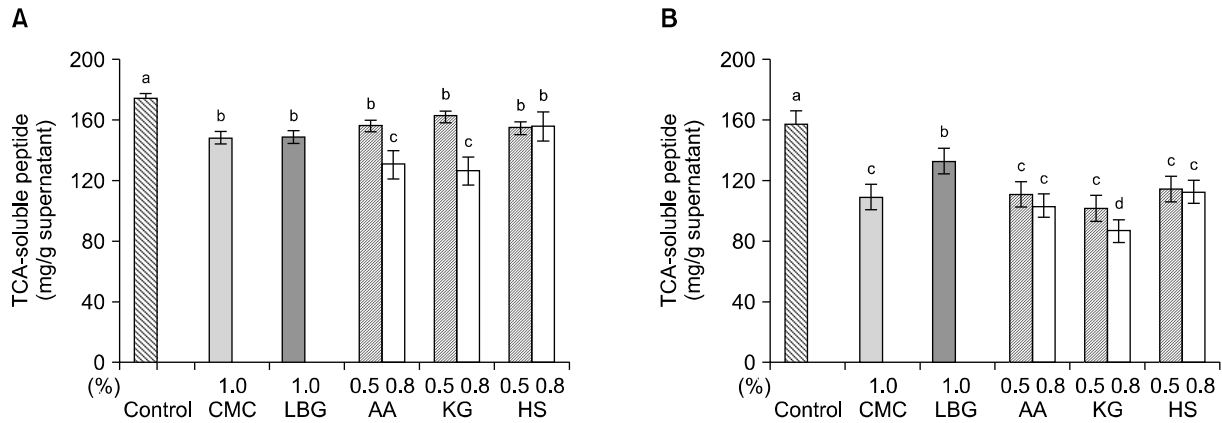 A
TCA-soluble peptide
(mg/g supernatant)
200
160
120
80
40
0
a
b
b
b
c
b
c
b
b
(%)
1.0
1.0
0.5 0.8
0.5 0.8
0.5 0.8
Control
CMC
LBG
AA
KG
HS
B
TCA-soluble peptide
(mg/g supernatant)
200
160
120
80
40
0
a
c
b
c
c
c
d
c
c
(%)
1.0
1.0
0.5 0.8
0.5 0.8
0.5 0.8
Control
CMC
LBG
AA
KG
HS